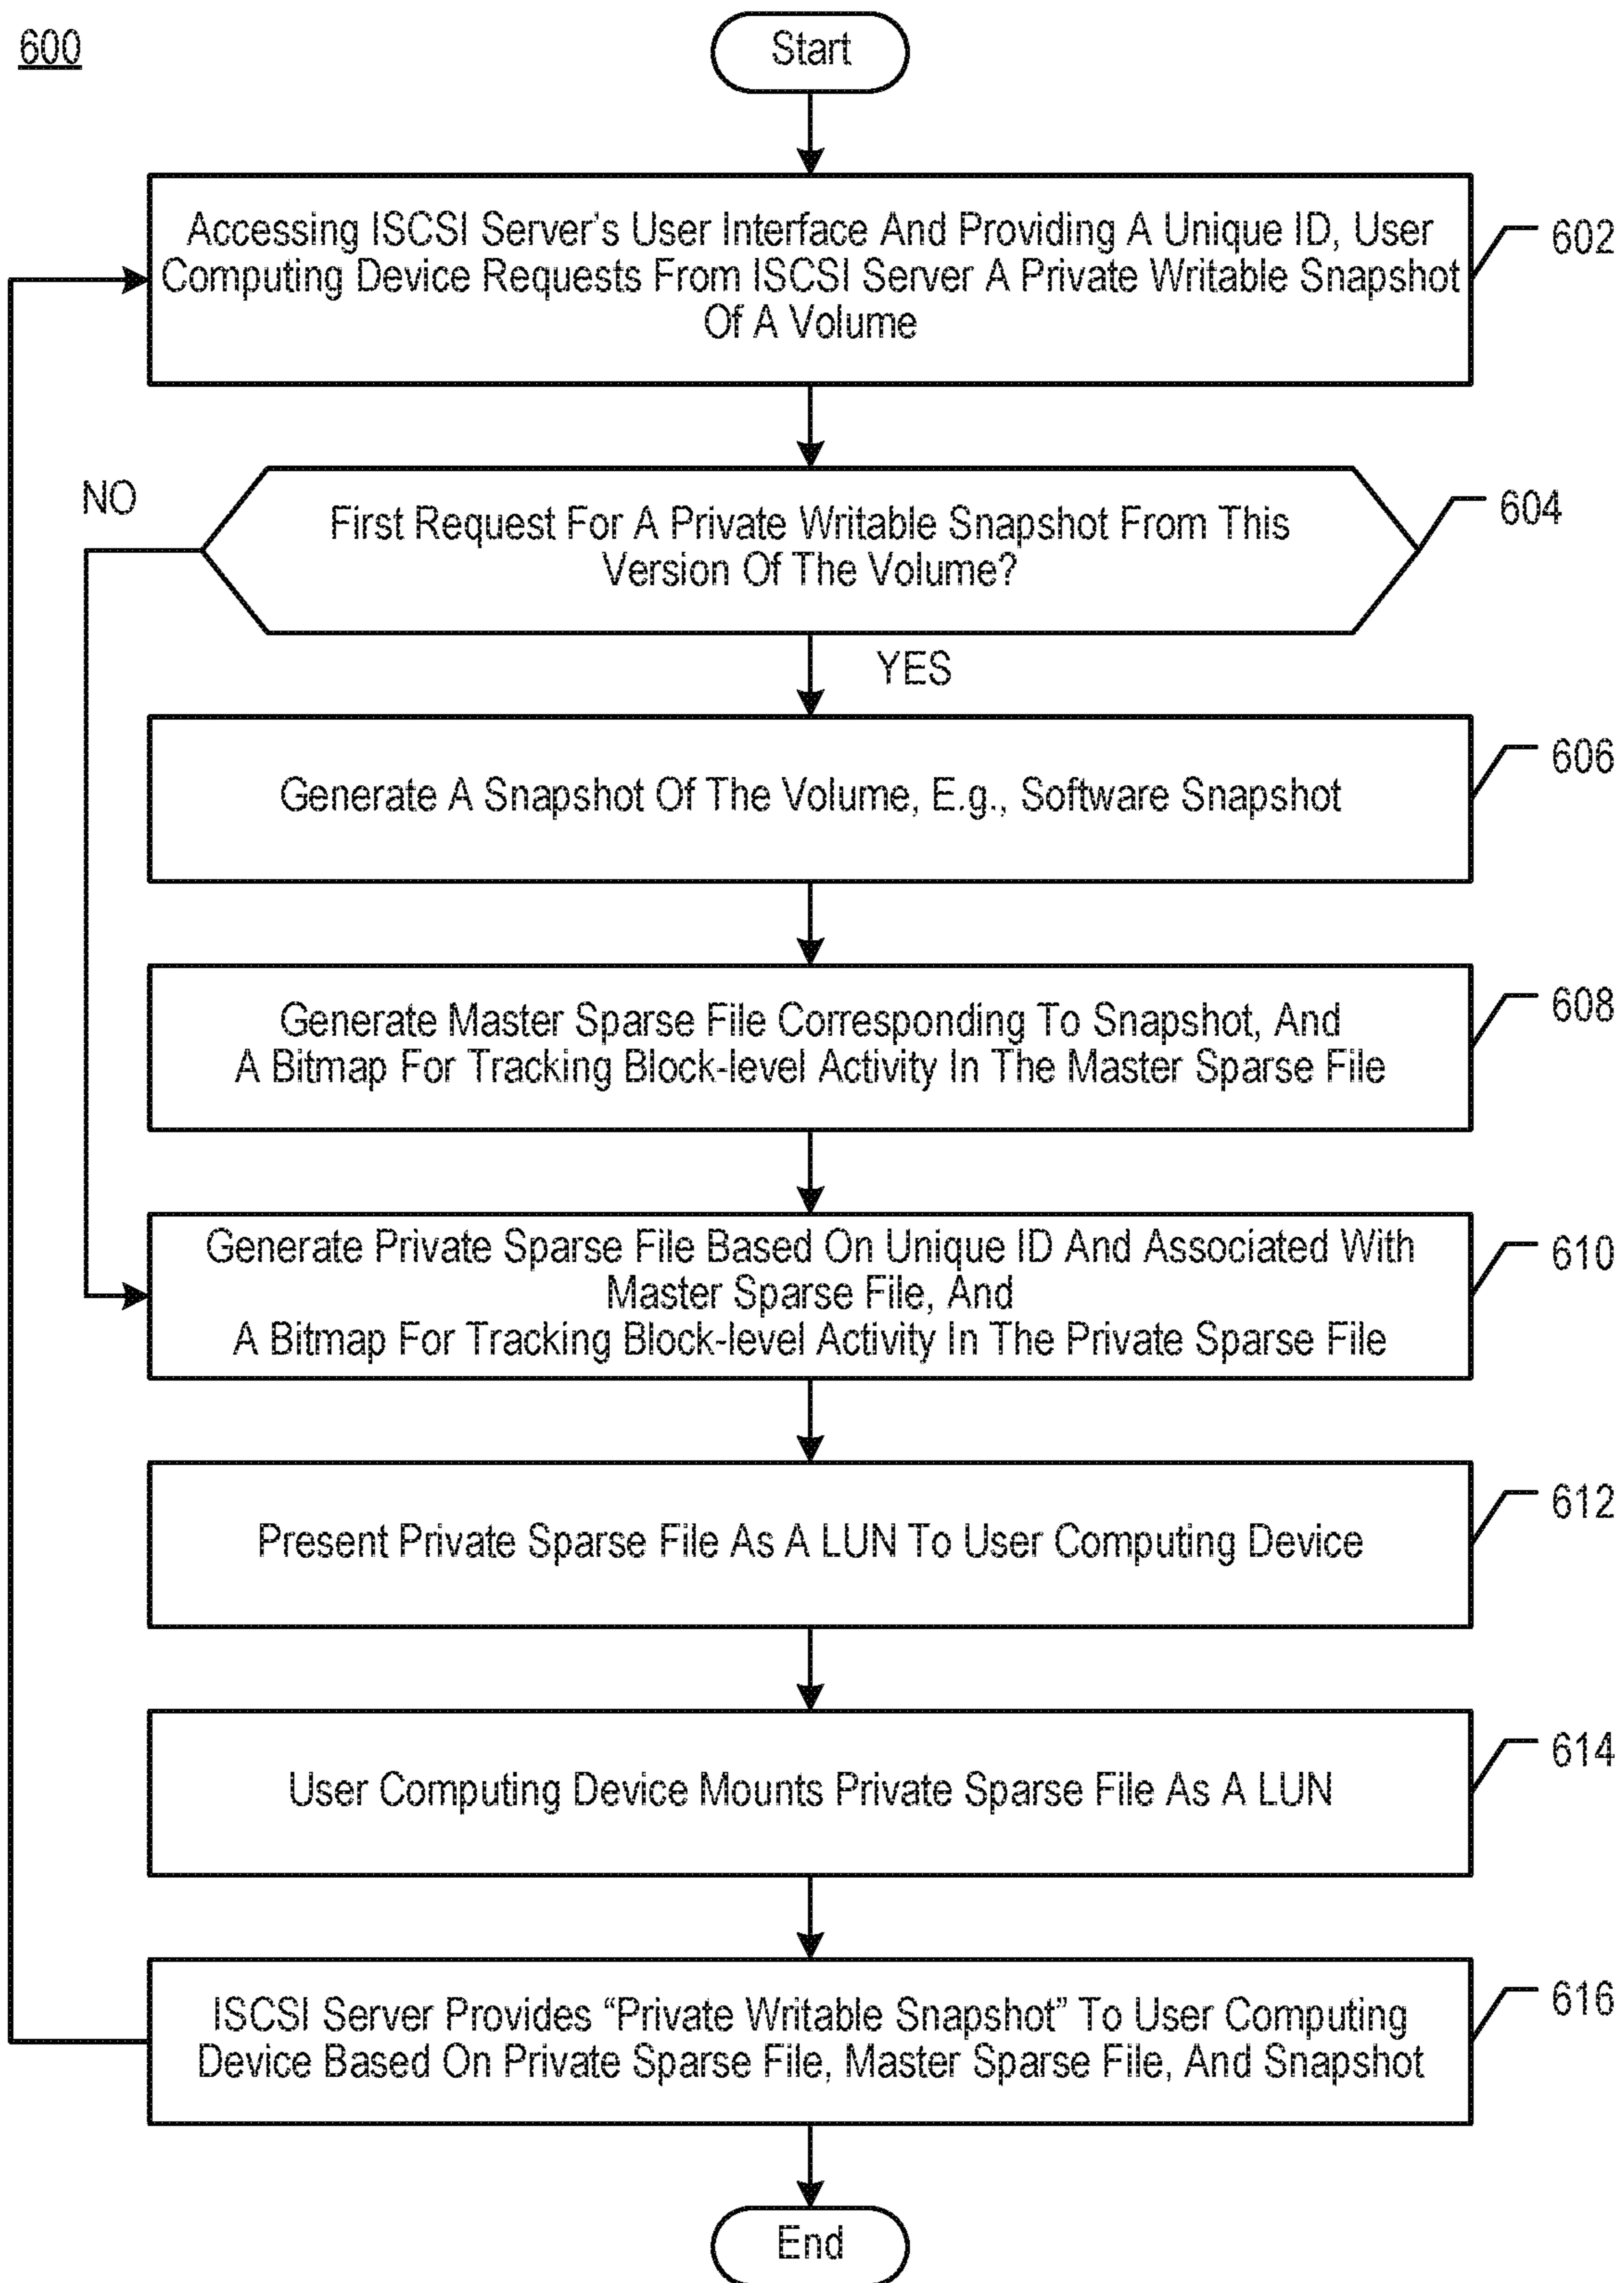 600
Start
Accessing ISCSI Server's User Interface And Providing A Unique ID, User
Computing Device Requests From ISCSI Server A Private Writable Snapshot
Of A Volume
602
NO
First Request For A Private Writable Snapshot From This
Version Of The Volume?
604
YES
Generate A Snapshot Of The Volume, E.g., Software Snapshot
606
Generate Master Sparse File Corresponding To Snapshot, And
A Bitmap For Tracking Block-level Activity In The Master Sparse File
608
Generate Private Sparse File Based On Unique ID And Associated With
Master Sparse File, And
A Bitmap For Tracking Block-level Activity In The Private Sparse File
610
Present Private Sparse File As A LUN To User Computing Device
612
User Computing Device Mounts Private Sparse File As A LUN
614
ISCSI Server Provides “Private Writable Snapshot” To User Computing
Device Based On Private Sparse File, Master Sparse File, And Snapshot
616
End